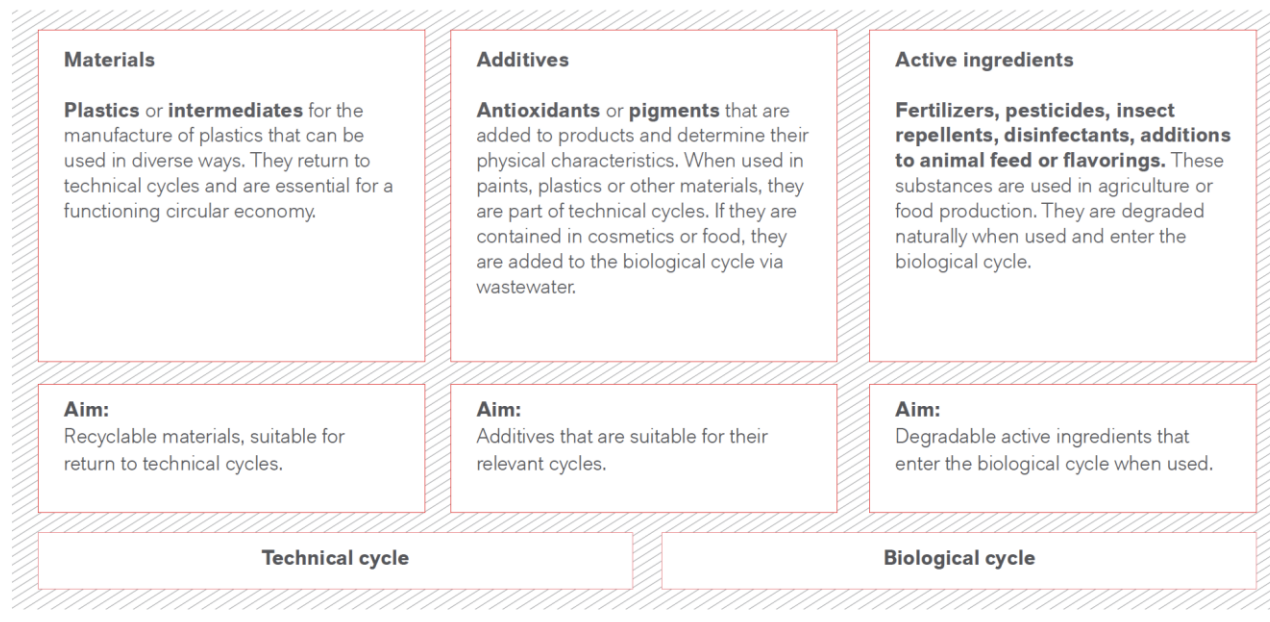 Materials
Plastics or intermediates for the
manufacture of plastics that can be
used in diverse ways. They return to
technical cycles and are essential for a
functioning circular economy.
Additives
Antioxidants or pigments that are
added to products and determine their
physical characteristics. When used in
paints, plastics or other materials, they
are part of technical cycles. If they are
contained in cosmetics or food, they
are added to the biological cycle via
wastewater.
Active ingredients
Fertilizers, pesticides, insect
repellents, disinfectants, additions
to animal feed or flavorings. These
substances are used in agriculture or
food production. They are degraded
naturally when used and enter the
biological cycle.
Aim:
Recyclable materials, suitable for
return to technical cycles.
Aim:
Additives that are suitable for their
relevant cycles.
Aim:
Degradable active ingredients that
enter the biological cycle when used.
Technical cycle
Biological cycle